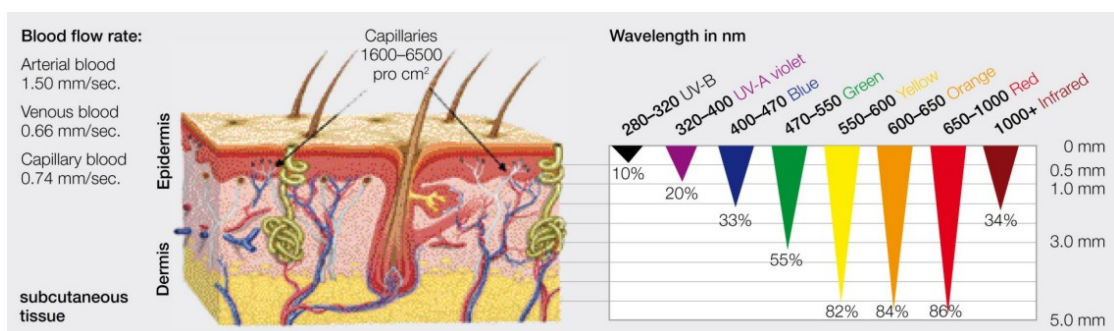 Blood flow rate:
Arterial blood
1.50 mm/sec.
Venous blood
0.66 mm/sec.
Capillary blood
0.74 mm/sec.
subcutaneous
tissue
Epidermis
Dermis
Capillaries
1600–6500
pro cm²
Wavelength in nm
280–320 UV-B
320–400 UV-A violet
400–470 Blue
470–550 Green
550–600 Yellow
600–650 Orange
650–1000 Red
1000+ Infrared
10%
20%
33%
55%
82%
84%
86%
34%
0 mm
0.5 mm
1.0 mm
3.0 mm
5.0 mm